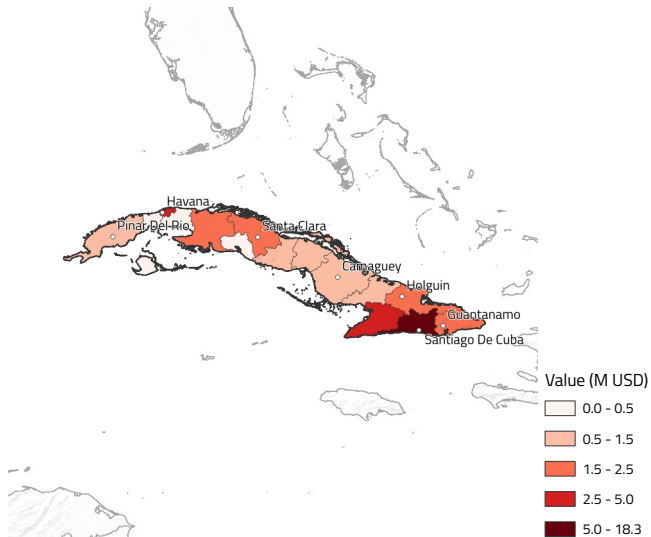 Havana
Pinar Del Rio
Santa Clara
Camaguey
Holguin
Guantanamo
Santiago De Cuba
Value (M USD)
0.0 - 0.5
0.5 - 1.5
1.5 - 2.5
2.5 - 5.0
5.0 - 18.3